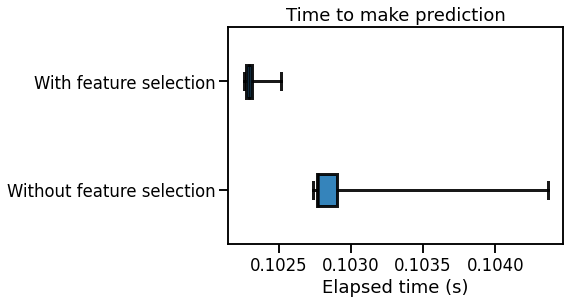 Time to make prediction
With feature selection
Without feature selection
0.1025 0.1030 0.1035 0.1040
Elapsed time (s)